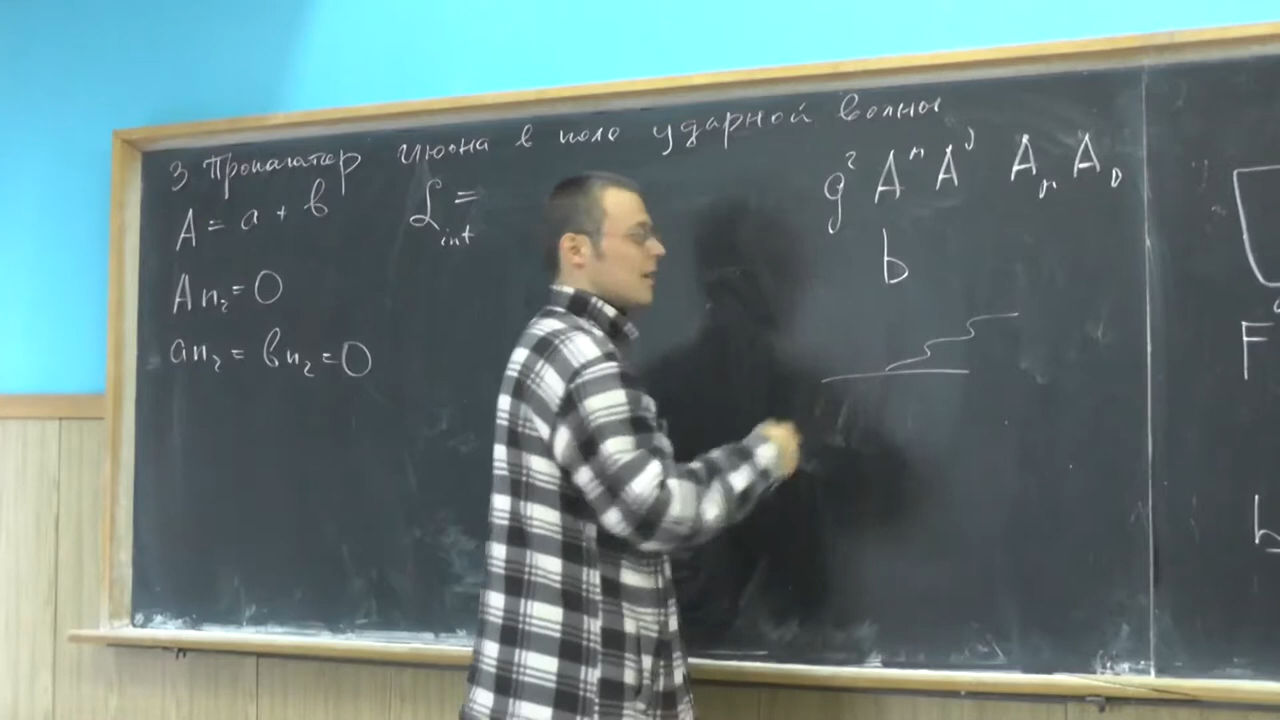 3 Пропагатор глюона в поле ударной волны
A = a + b
A n₂ = 0
a n₂ = b n₂ = 0
ℒ_int =
g² A^μ A^ν A_μ A_ν
b
F
b